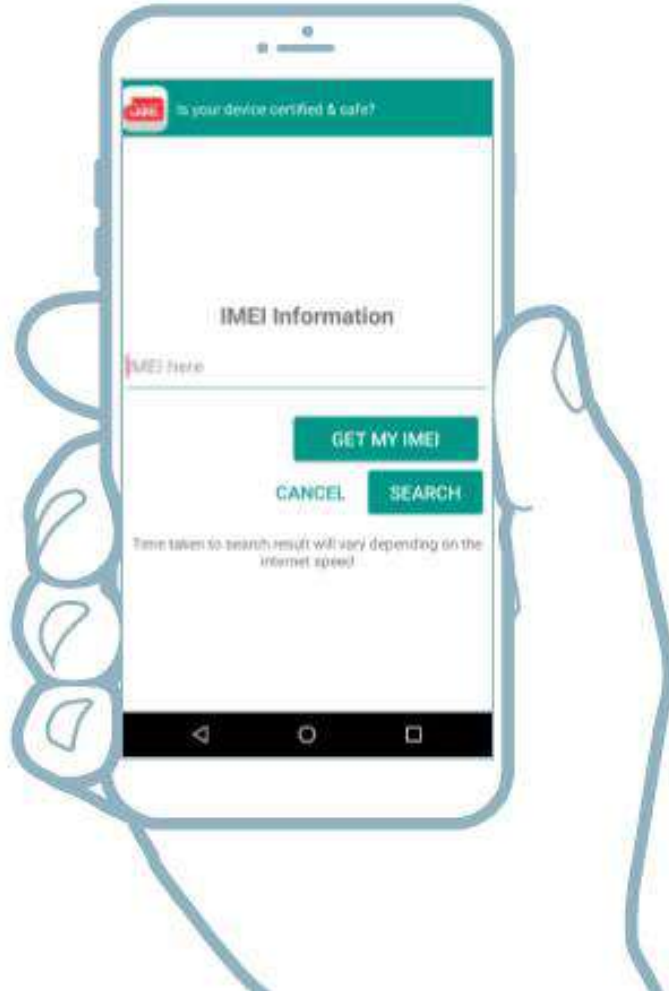 Is your device certified & safe?
IMEI Information
IMEI here
GET MY IMEI
CANCEL
SEARCH
Time taken to search result will vary depending on the
internet speed